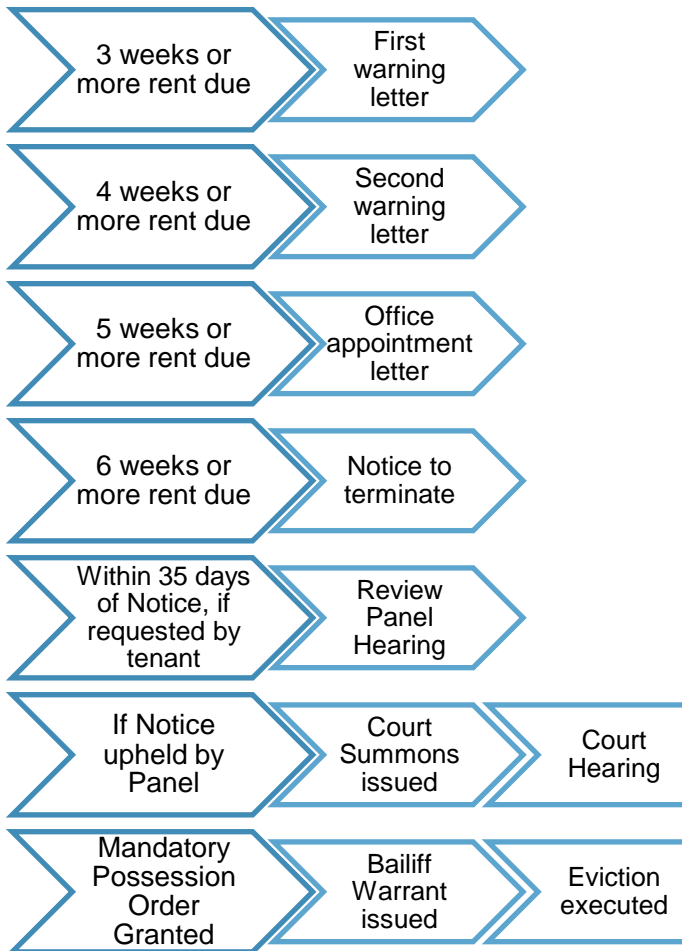 3 weeks or
more rent due
First
warning
letter
4 weeks or
more rent due
Second
warning
letter
5 weeks or
more rent due
Office
appointment
letter
6 weeks or
more rent due
Notice to
terminate
Within 35 days
of Notice, if
requested by
tenant
Review
Panel
Hearing
If Notice
upheld by
Panel
Court
Summons
issued
Court
Hearing
Mandatory
Possession
Order
Granted
Bailiff
Warrant
issued
Eviction
executed